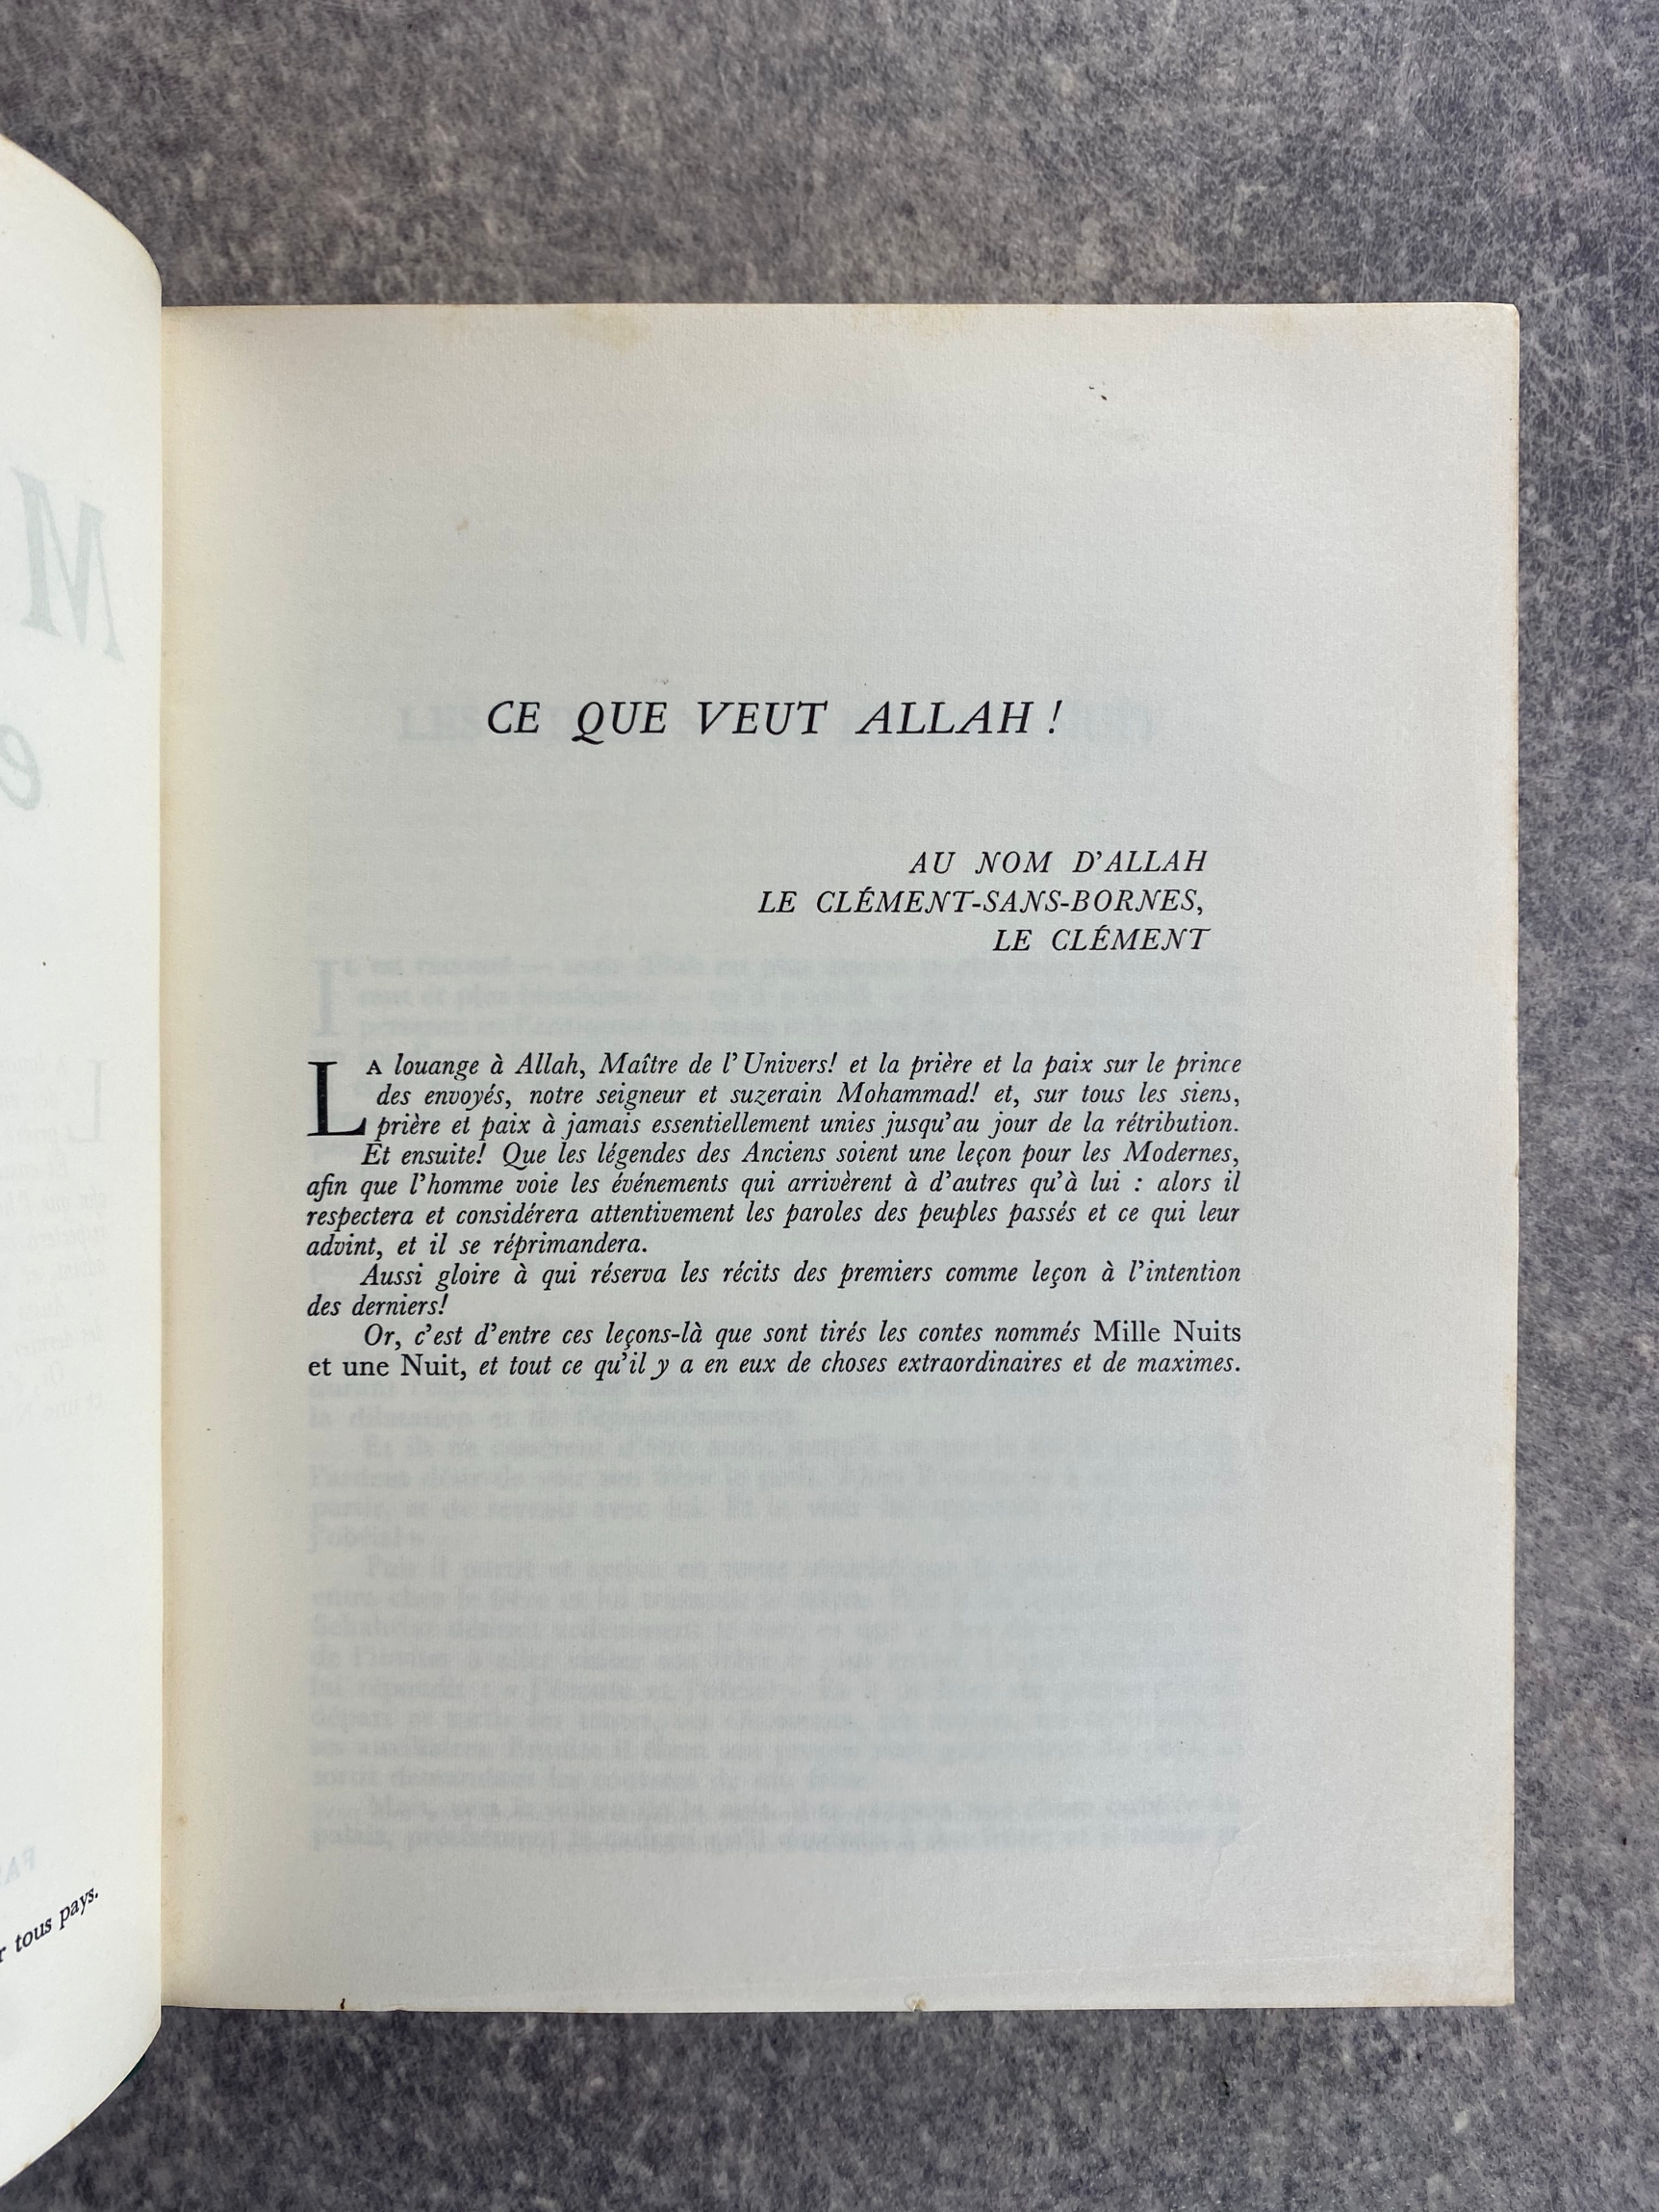 CE QUE VEUT ALLAH !
AU NOM D'ALLAH
LE CLÉMENT-SANS-BORNES,
LE CLÉMENT
LA louange à Allah, Maître de l'Univers! et la prière et la paix sur le prince
des envoyés, notre seigneur et suzerain Mohammad! et, sur tous les siens,
prière et paix à jamais essentiellement unies jusqu'au jour de la rétribution.
Et ensuite! Que les légendes des Anciens soient une leçon pour les Modernes,
afin que l'homme voie les événements qui arrivèrent à d'autres qu'à lui : alors il
respectera et considérera attentivement les paroles des peuples passés et ce qui leur
advint, et il se réprimandera.
Aussi gloire à qui réserva les récits des premiers comme leçon à l'intention
des derniers!
Or, c'est d'entre ces leçons-là que sont tirés les contes nommés Mille Nuits
et une Nuit, et tout ce qu'il y a en eux de choses extraordinaires et de maximes.
tous pays.